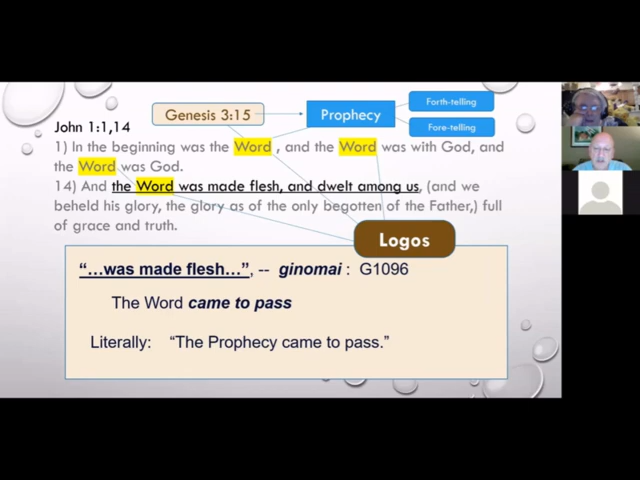 Genesis 3:15
Prophecy
Forth-telling
Fore-telling
John 1:1,14
1) In the beginning was the Word , and the Word was with God, and
the Word was God.
14) And the Word was made flesh, and dwelt among us, (and we
beheld his glory, the glory as of the only begotten of the Father,) full
of grace and truth.
Logos
“…was made flesh…”, -- ginomai : G1096
The Word came to pass
Literally: “The Prophecy came to pass.”